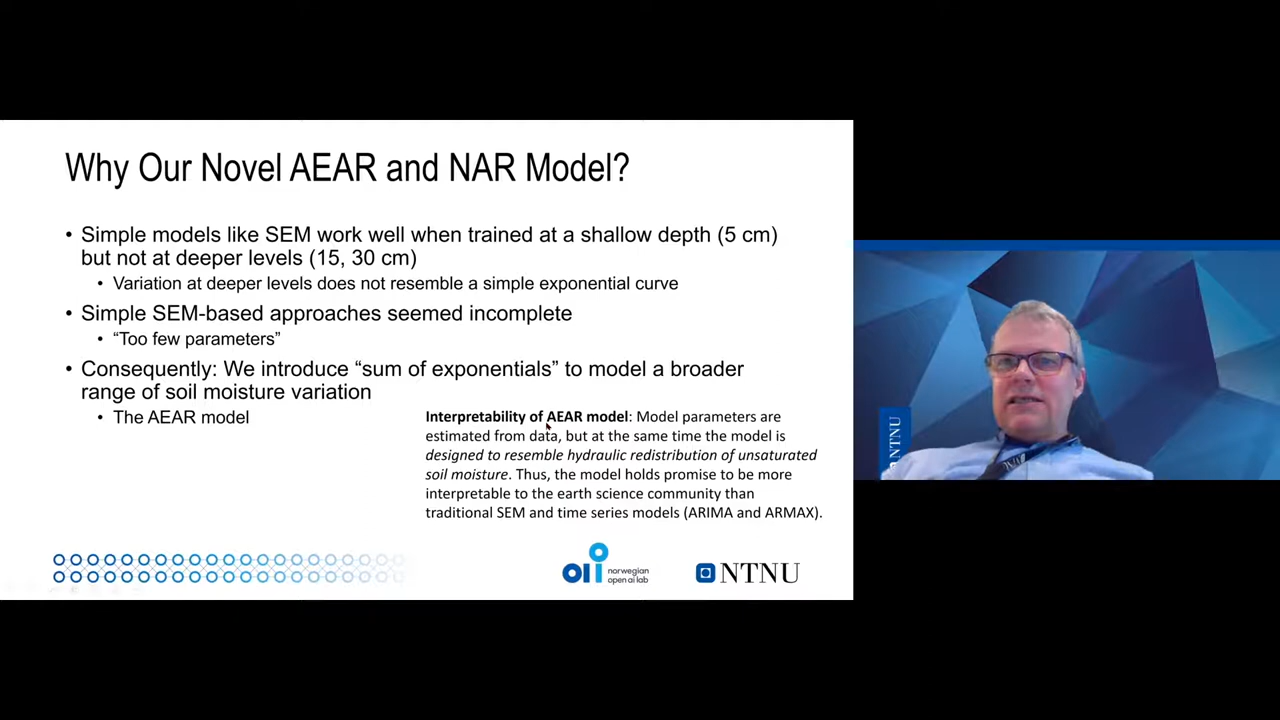 Why Our Novel AEAR and NAR Model?
• Simple models like SEM work well when trained at a shallow depth (5 cm)
but not at deeper levels (15, 30 cm)
• Variation at deeper levels does not resemble a simple exponential curve
• Simple SEM-based approaches seemed incomplete
• “Too few parameters”
• Consequently: We introduce “sum of exponentials” to model a broader
range of soil moisture variation
• The AEAR model
Interpretability of AEAR model: Model parameters are
estimated from data, but at the same time the model is
designed to resemble hydraulic redistribution of unsaturated
soil moisture. Thus, the model holds promise to be more
interpretable to the earth science community than
traditional SEM and time series models (ARIMA and ARMAX).
norwegian
open ai lab
NTNU
NTNU